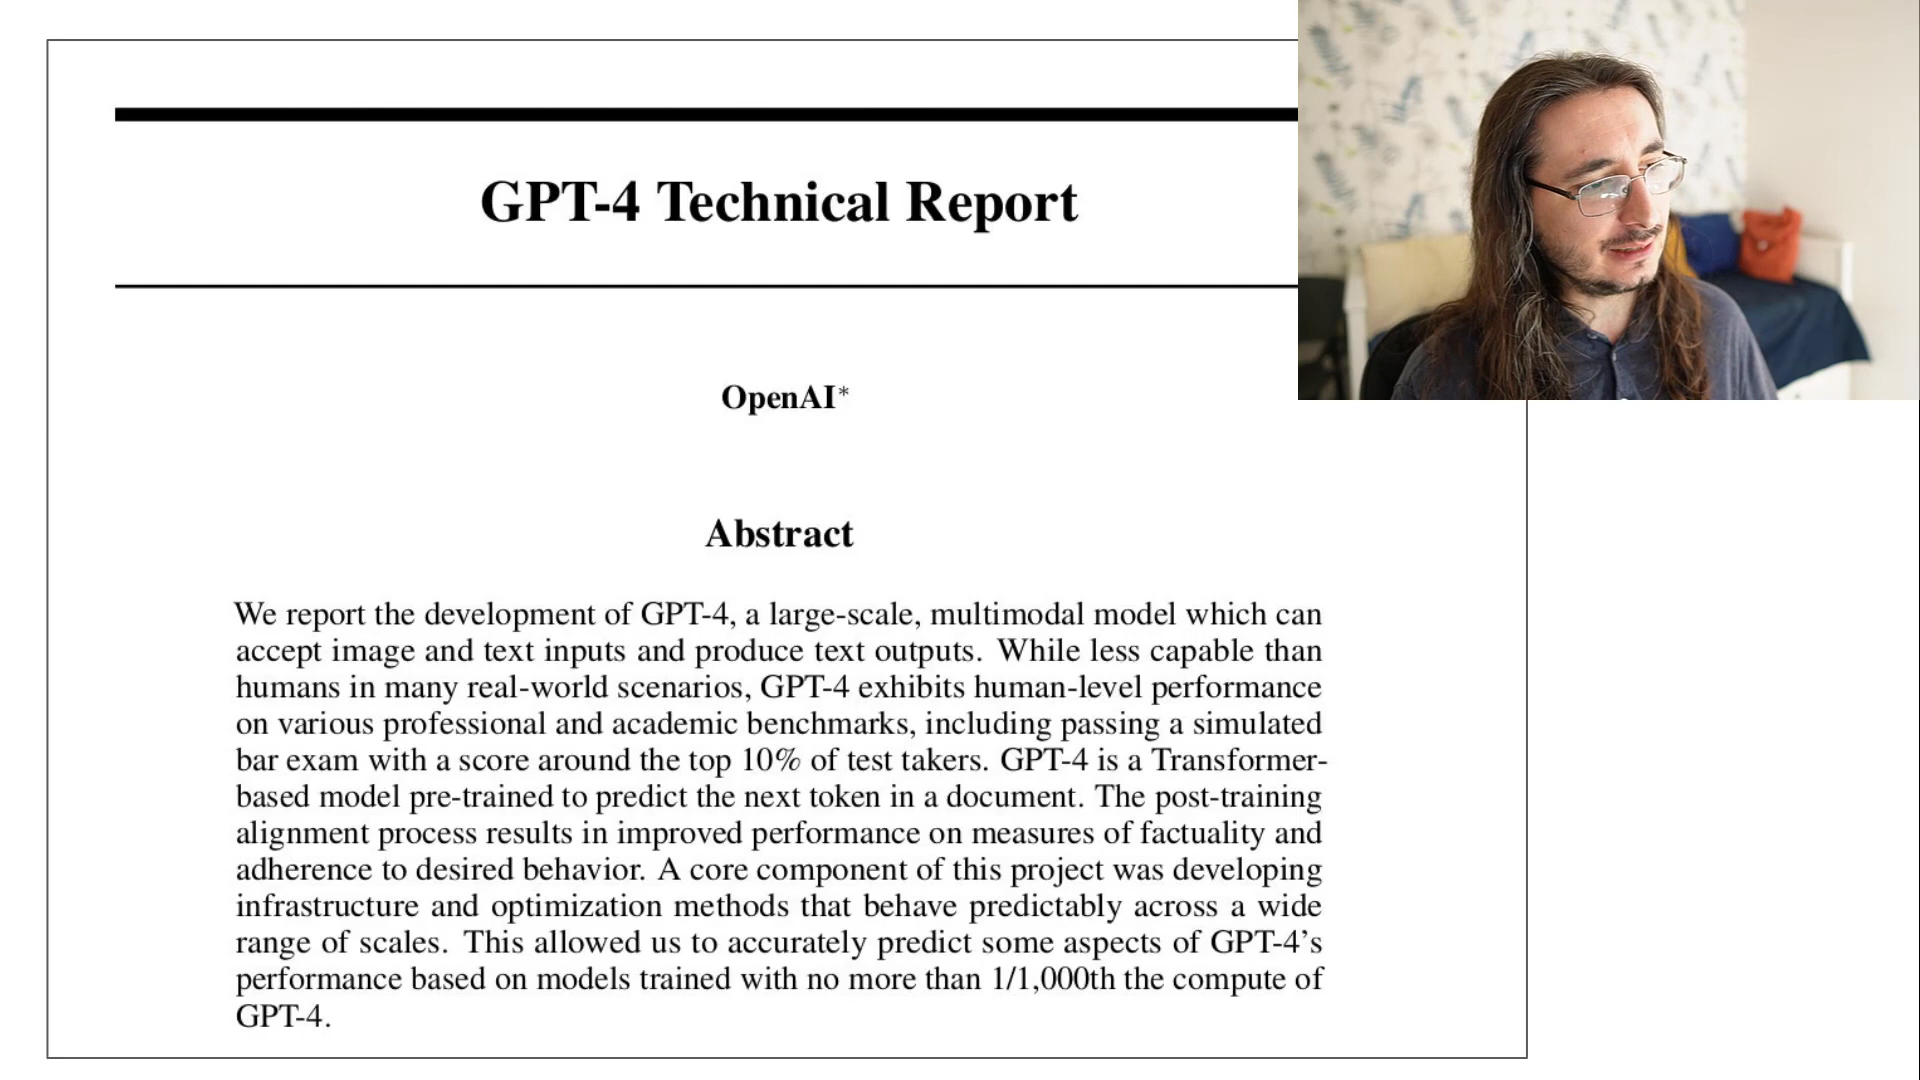 GPT-4 Technical Report
OpenAI*
Abstract
We report the development of GPT-4, a large-scale, multimodal model which can
accept image and text inputs and produce text outputs. While less capable than
humans in many real-world scenarios, GPT-4 exhibits human-level performance
on various professional and academic benchmarks, including passing a simulated
bar exam with a score around the top 10% of test takers. GPT-4 is a Transformer-
based model pre-trained to predict the next token in a document. The post-training
alignment process results in improved performance on measures of factuality and
adherence to desired behavior. A core component of this project was developing
infrastructure and optimization methods that behave predictably across a wide
range of scales. This allowed us to accurately predict some aspects of GPT-4’s
performance based on models trained with no more than 1/1,000th the compute of
GPT-4.